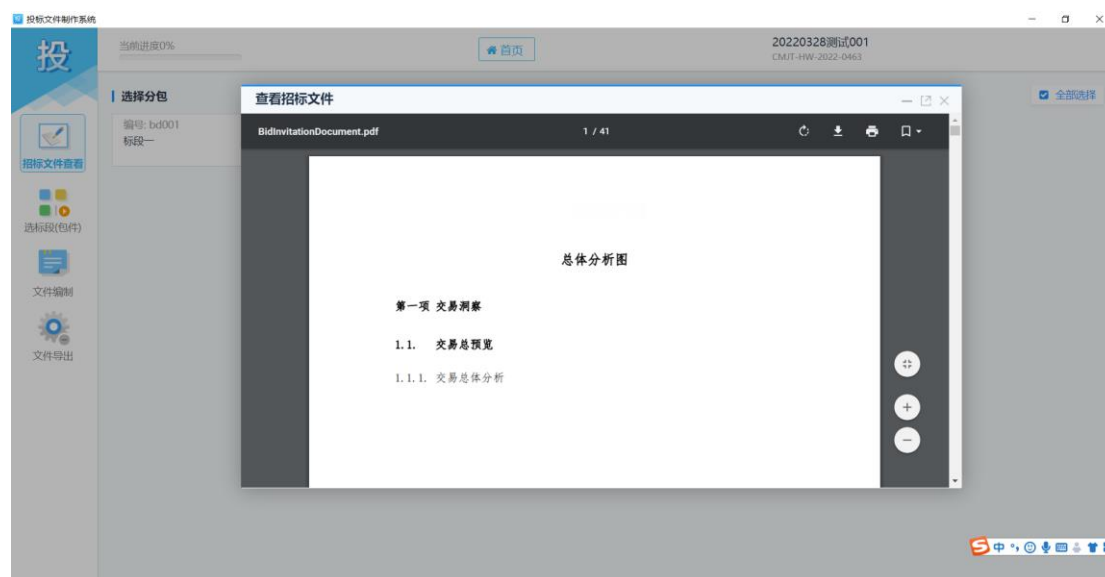 投标文件制作系统
投
当前进度0%
首页
20220328测试001
CMJT-HW-2022-0463
选择分包
全部选择
编号: bd001
标段一
招标文件查看
选标段(包件)
文件编制
文件导出
查看招标文件
BidInvitationDocument.pdf
1 / 41
总体分析图
第一项 交易洞察
1.1. 交易总预览
1.1.1. 交易总体分析
中